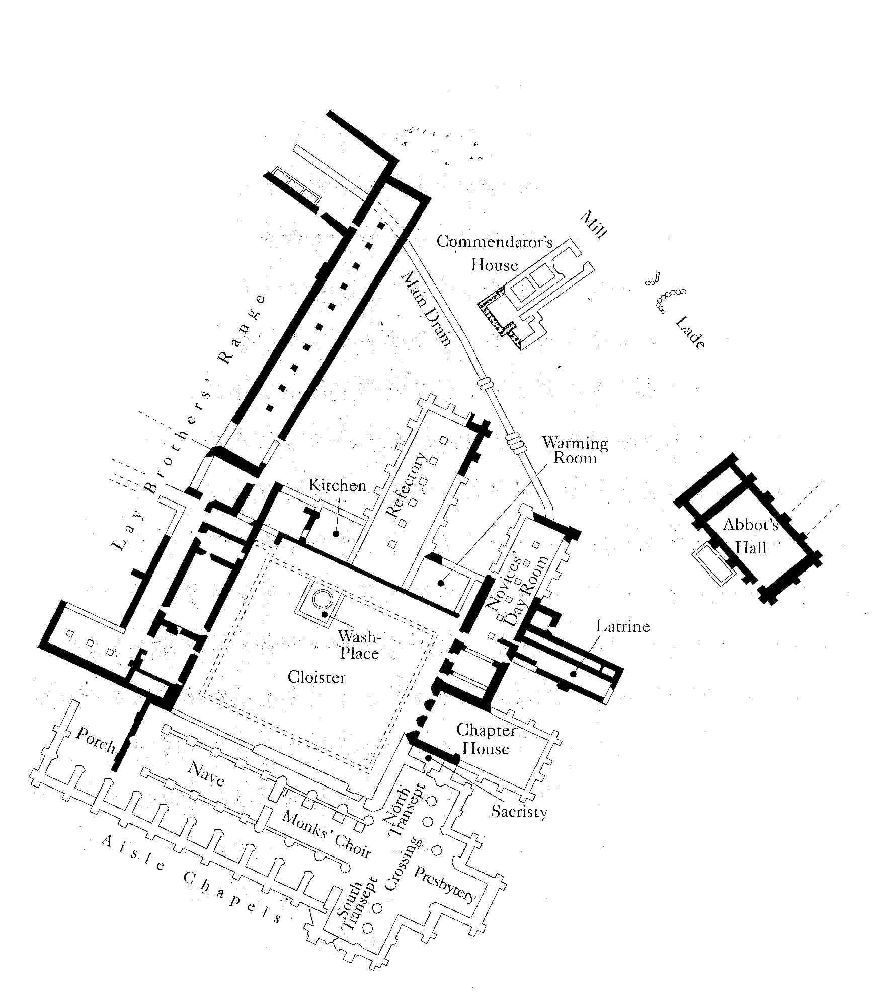 Mill
Commendator's
House
Main Drain
Lade
Lay Brothers' Range
Warming
Room
Kitchen
Refectory
Abbot's
Hall
Novices'
Day Room
Latrine
Wash-
Place
Cloister
Chapter
House
Porch
Nave
Sacristy
North
Transept
Monks' Choir
Crossing
Presbytery
South
Transept
Aisle Chapels